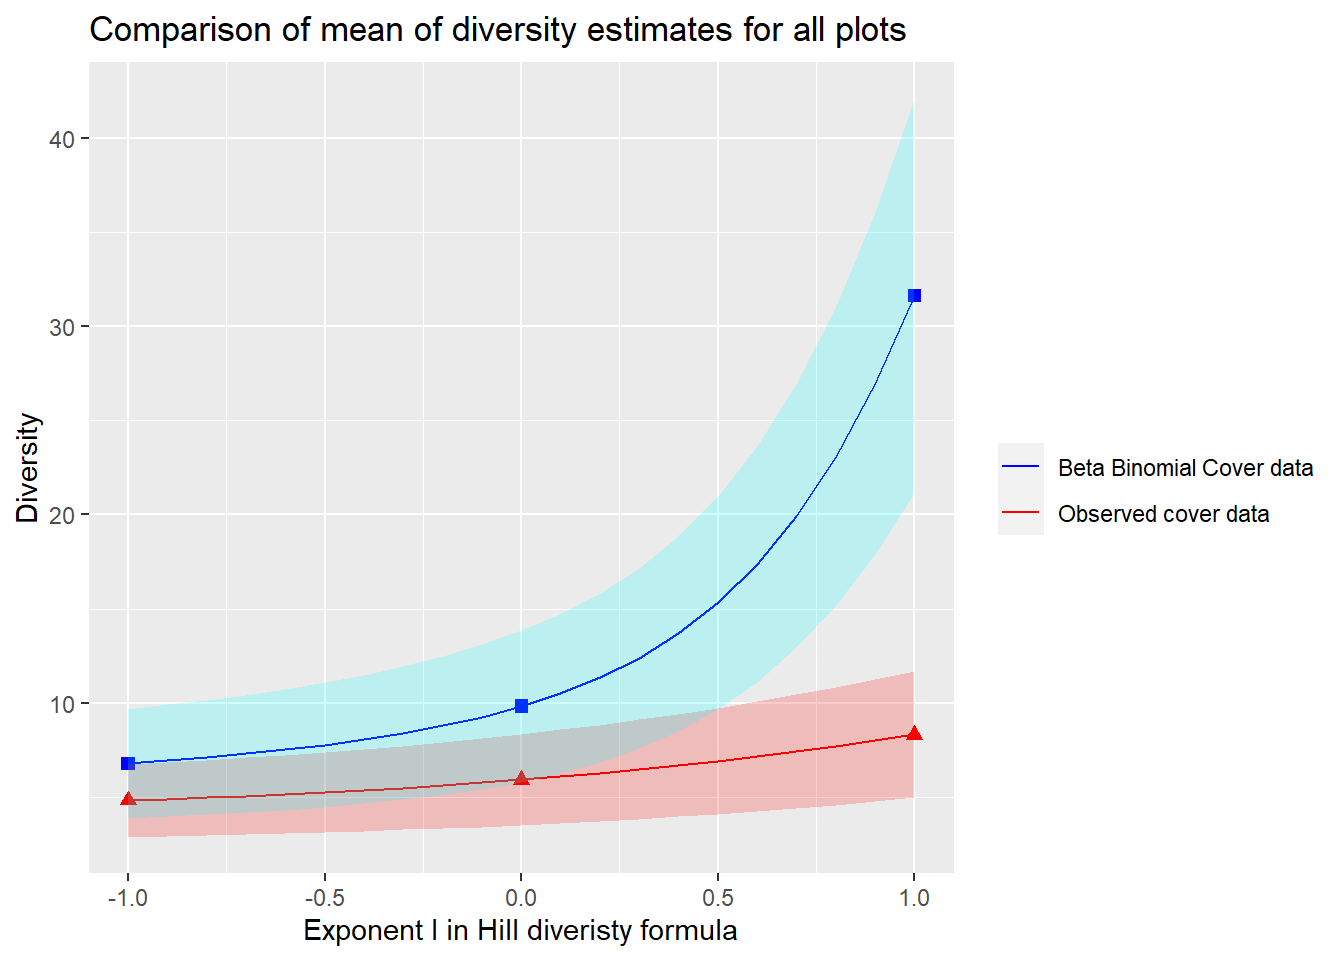 Comparison of mean of diversity estimates for all plots
40
30
20
10
Diversity
-1.0 -0.5 0.0 0.5 1.0
Exponent l in Hill diveristy formula
Beta Binomial Cover data
Observed cover data